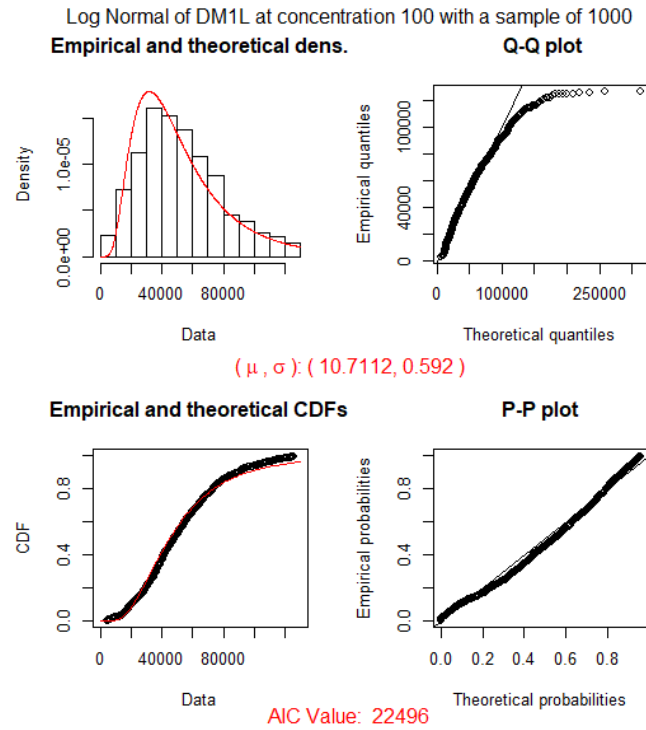 Log Normal of DM1L at concentration 100 with a sample of 1000
Empirical and theoretical dens.
Density
0.0e+00 1.0e-05
0 40000 80000
Data
Q-Q plot
Empirical quantiles
0 40000 100000
0 100000 250000
Theoretical quantiles
( μ , σ ): ( 10.7112, 0.592 )
Empirical and theoretical CDFs
CDF
0.0 0.4 0.8
0 40000 80000
Data
P-P plot
Empirical probabilities
0.0 0.4 0.8
0.0 0.2 0.4 0.6 0.8
Theoretical probabilities
AIC Value: 22496